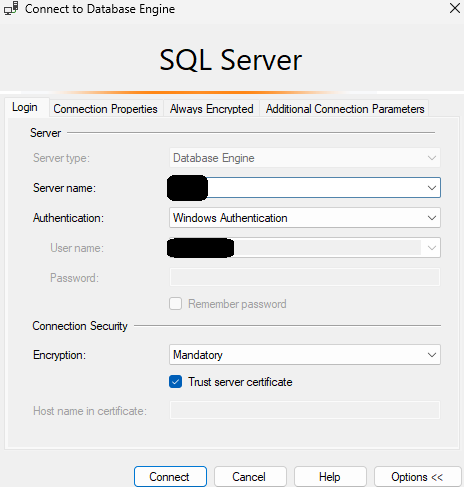 Connect to Database Engine
SQL Server
Login Connection Properties Always Encrypted Additional Connection Parameters
Server
Server type: Database Engine
Server name:
Authentication: Windows Authentication
User name:
Password:
Remember password
Connection Security
Encryption: Mandatory
Trust server certificate
Host name in certificate:
Connect Cancel Help Options <<